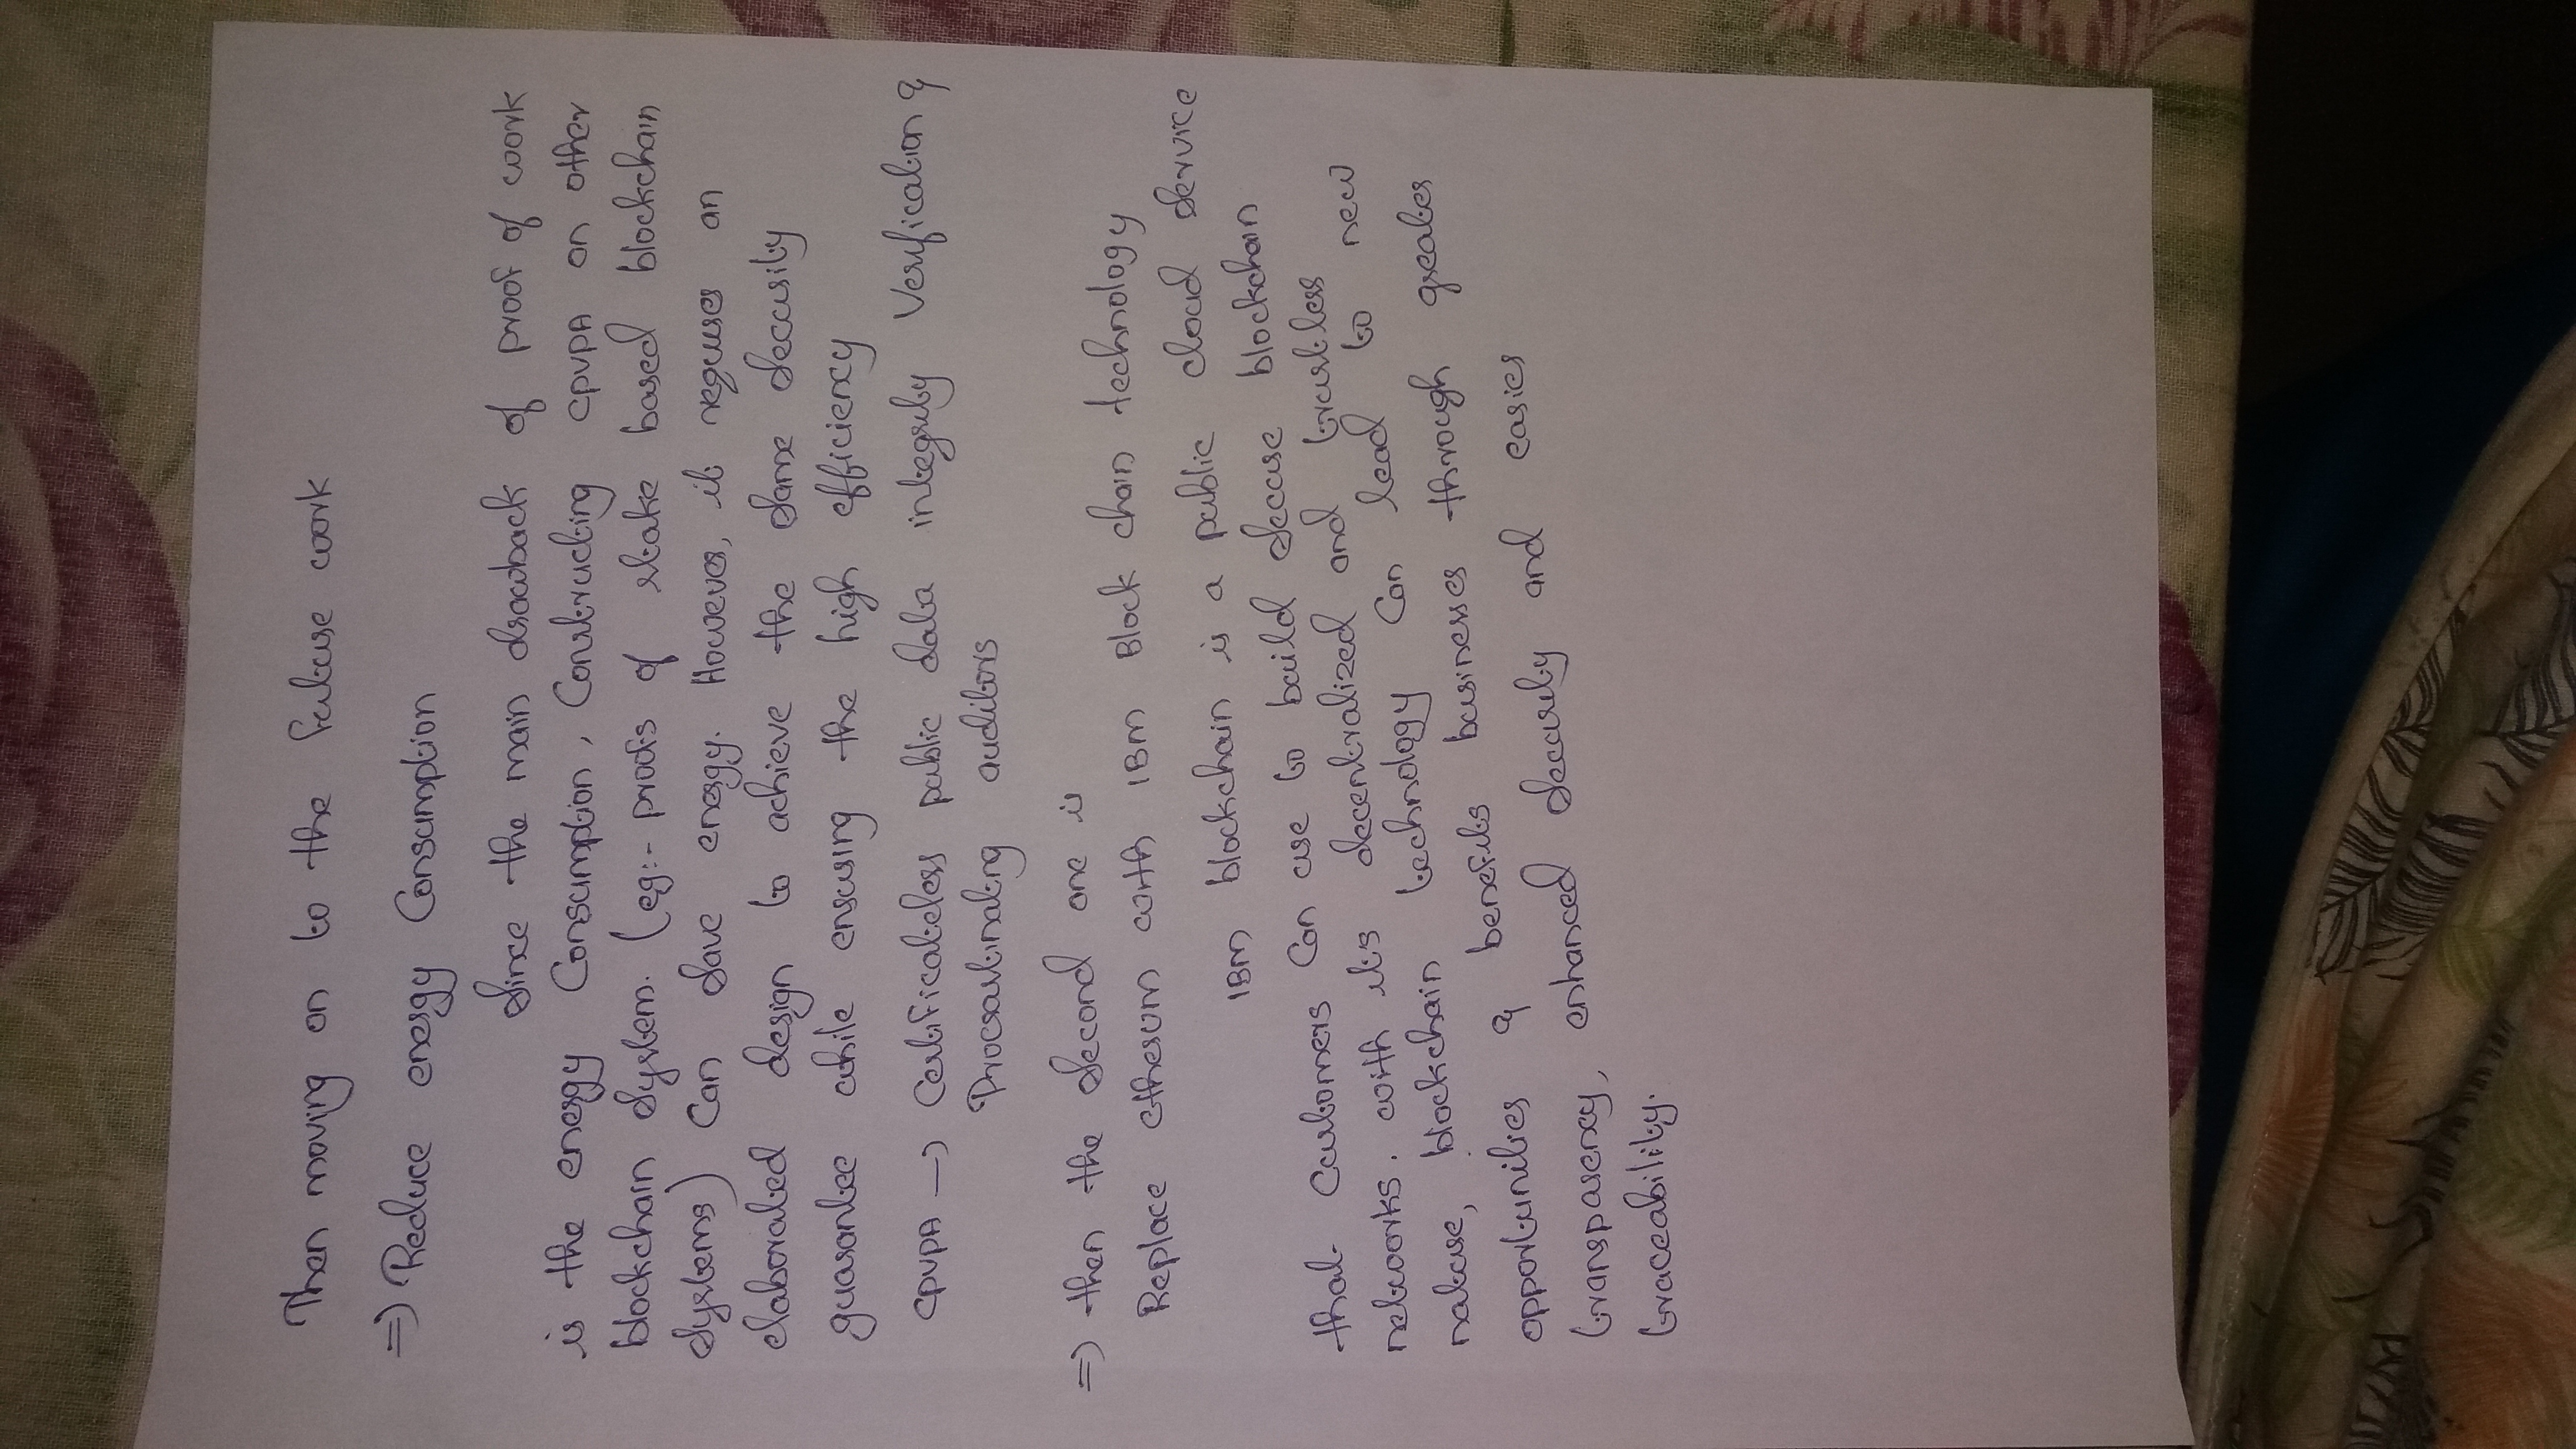 Then moving on to the future work
=> Reduce energy Consumption
Since the main drawback of proof of work
is the energy Consumption, Constructing CPVPA on other
blockchain System. (eg:- proofs of stake based blockchain
Systems) Can Save energy. However, it requires an
elaborated design to achieve the Same Security
guarantee while ensuring the high efficiency
CPVPA -> Certificateless public data integrity Verification &
Procrastinating auditors
=> then the Second one is
Replace etherum with IBM Block chain technology
IBM blockchain is a public cloud Service
that Customers Can use to build Secure blockchain
networks. with its decentralized and trustless
nature, blockchain technology Can lead to new
opportunities & benefits businesses through greater
transparency, enhanced Security and easier
traceability.